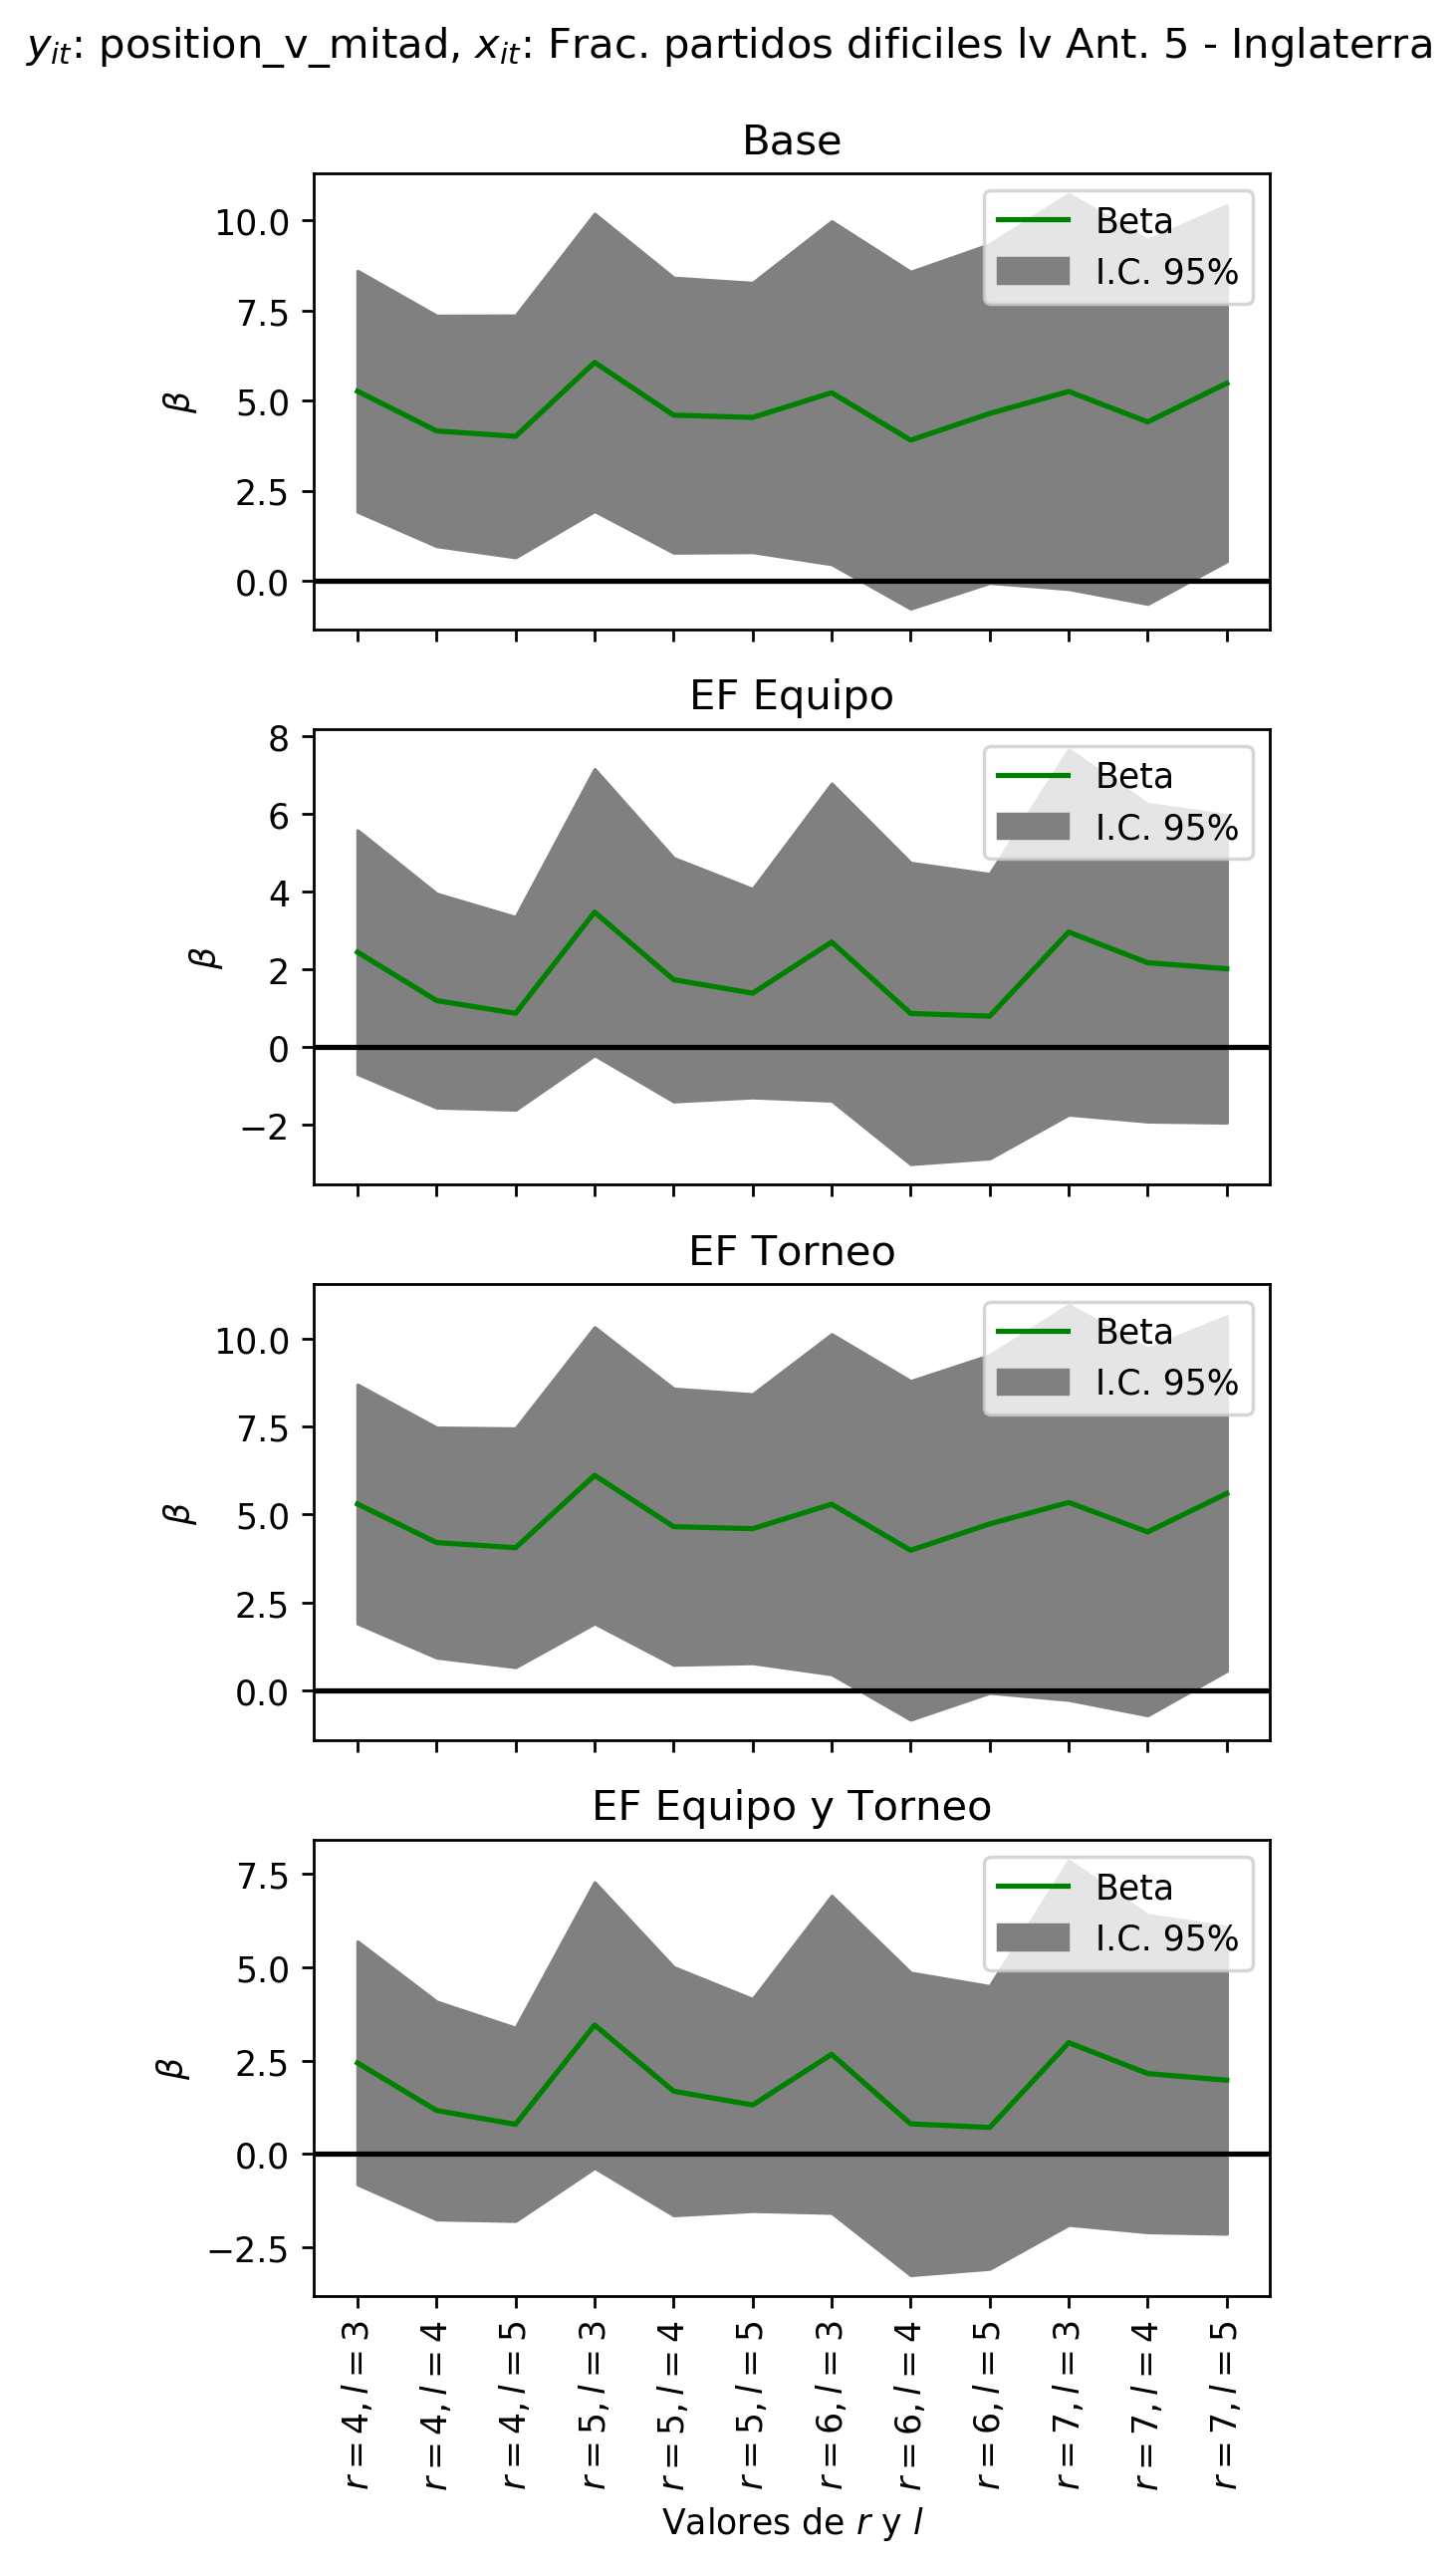 y_it: position_v_mitad, x_it: Frac. partidos dificiles lv Ant. 5 - Inglaterra
Base
Beta
I.C. 95%
10.0
7.5
5.0
2.5
0.0
β
EF Equipo
Beta
I.C. 95%
8
6
4
2
0
−2
β
EF Torneo
Beta
I.C. 95%
10.0
7.5
5.0
2.5
0.0
β
EF Equipo y Torneo
Beta
I.C. 95%
7.5
5.0
2.5
0.0
−2.5
β
r = 4, l = 3
r = 4, l = 4
r = 4, l = 5
r = 5, l = 3
r = 5, l = 4
r = 5, l = 5
r = 6, l = 3
r = 6, l = 4
r = 6, l = 5
r = 7, l = 3
r = 7, l = 4
r = 7, l = 5
Valores de r y l